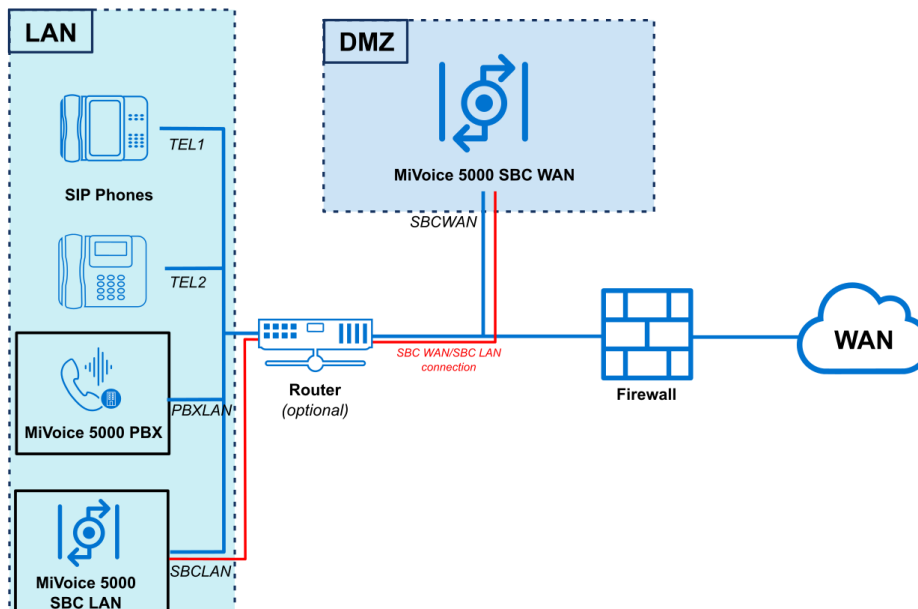 LAN
TEL1
SIP Phones
TEL2
PBXLAN
MiVoice 5000 PBX
SBCLAN
MiVoice 5000
SBC LAN
DMZ
MiVoice 5000 SBC WAN
SBCWAN
SBC WAN/SBC LAN
connection
Router
(optional)
Firewall
WAN